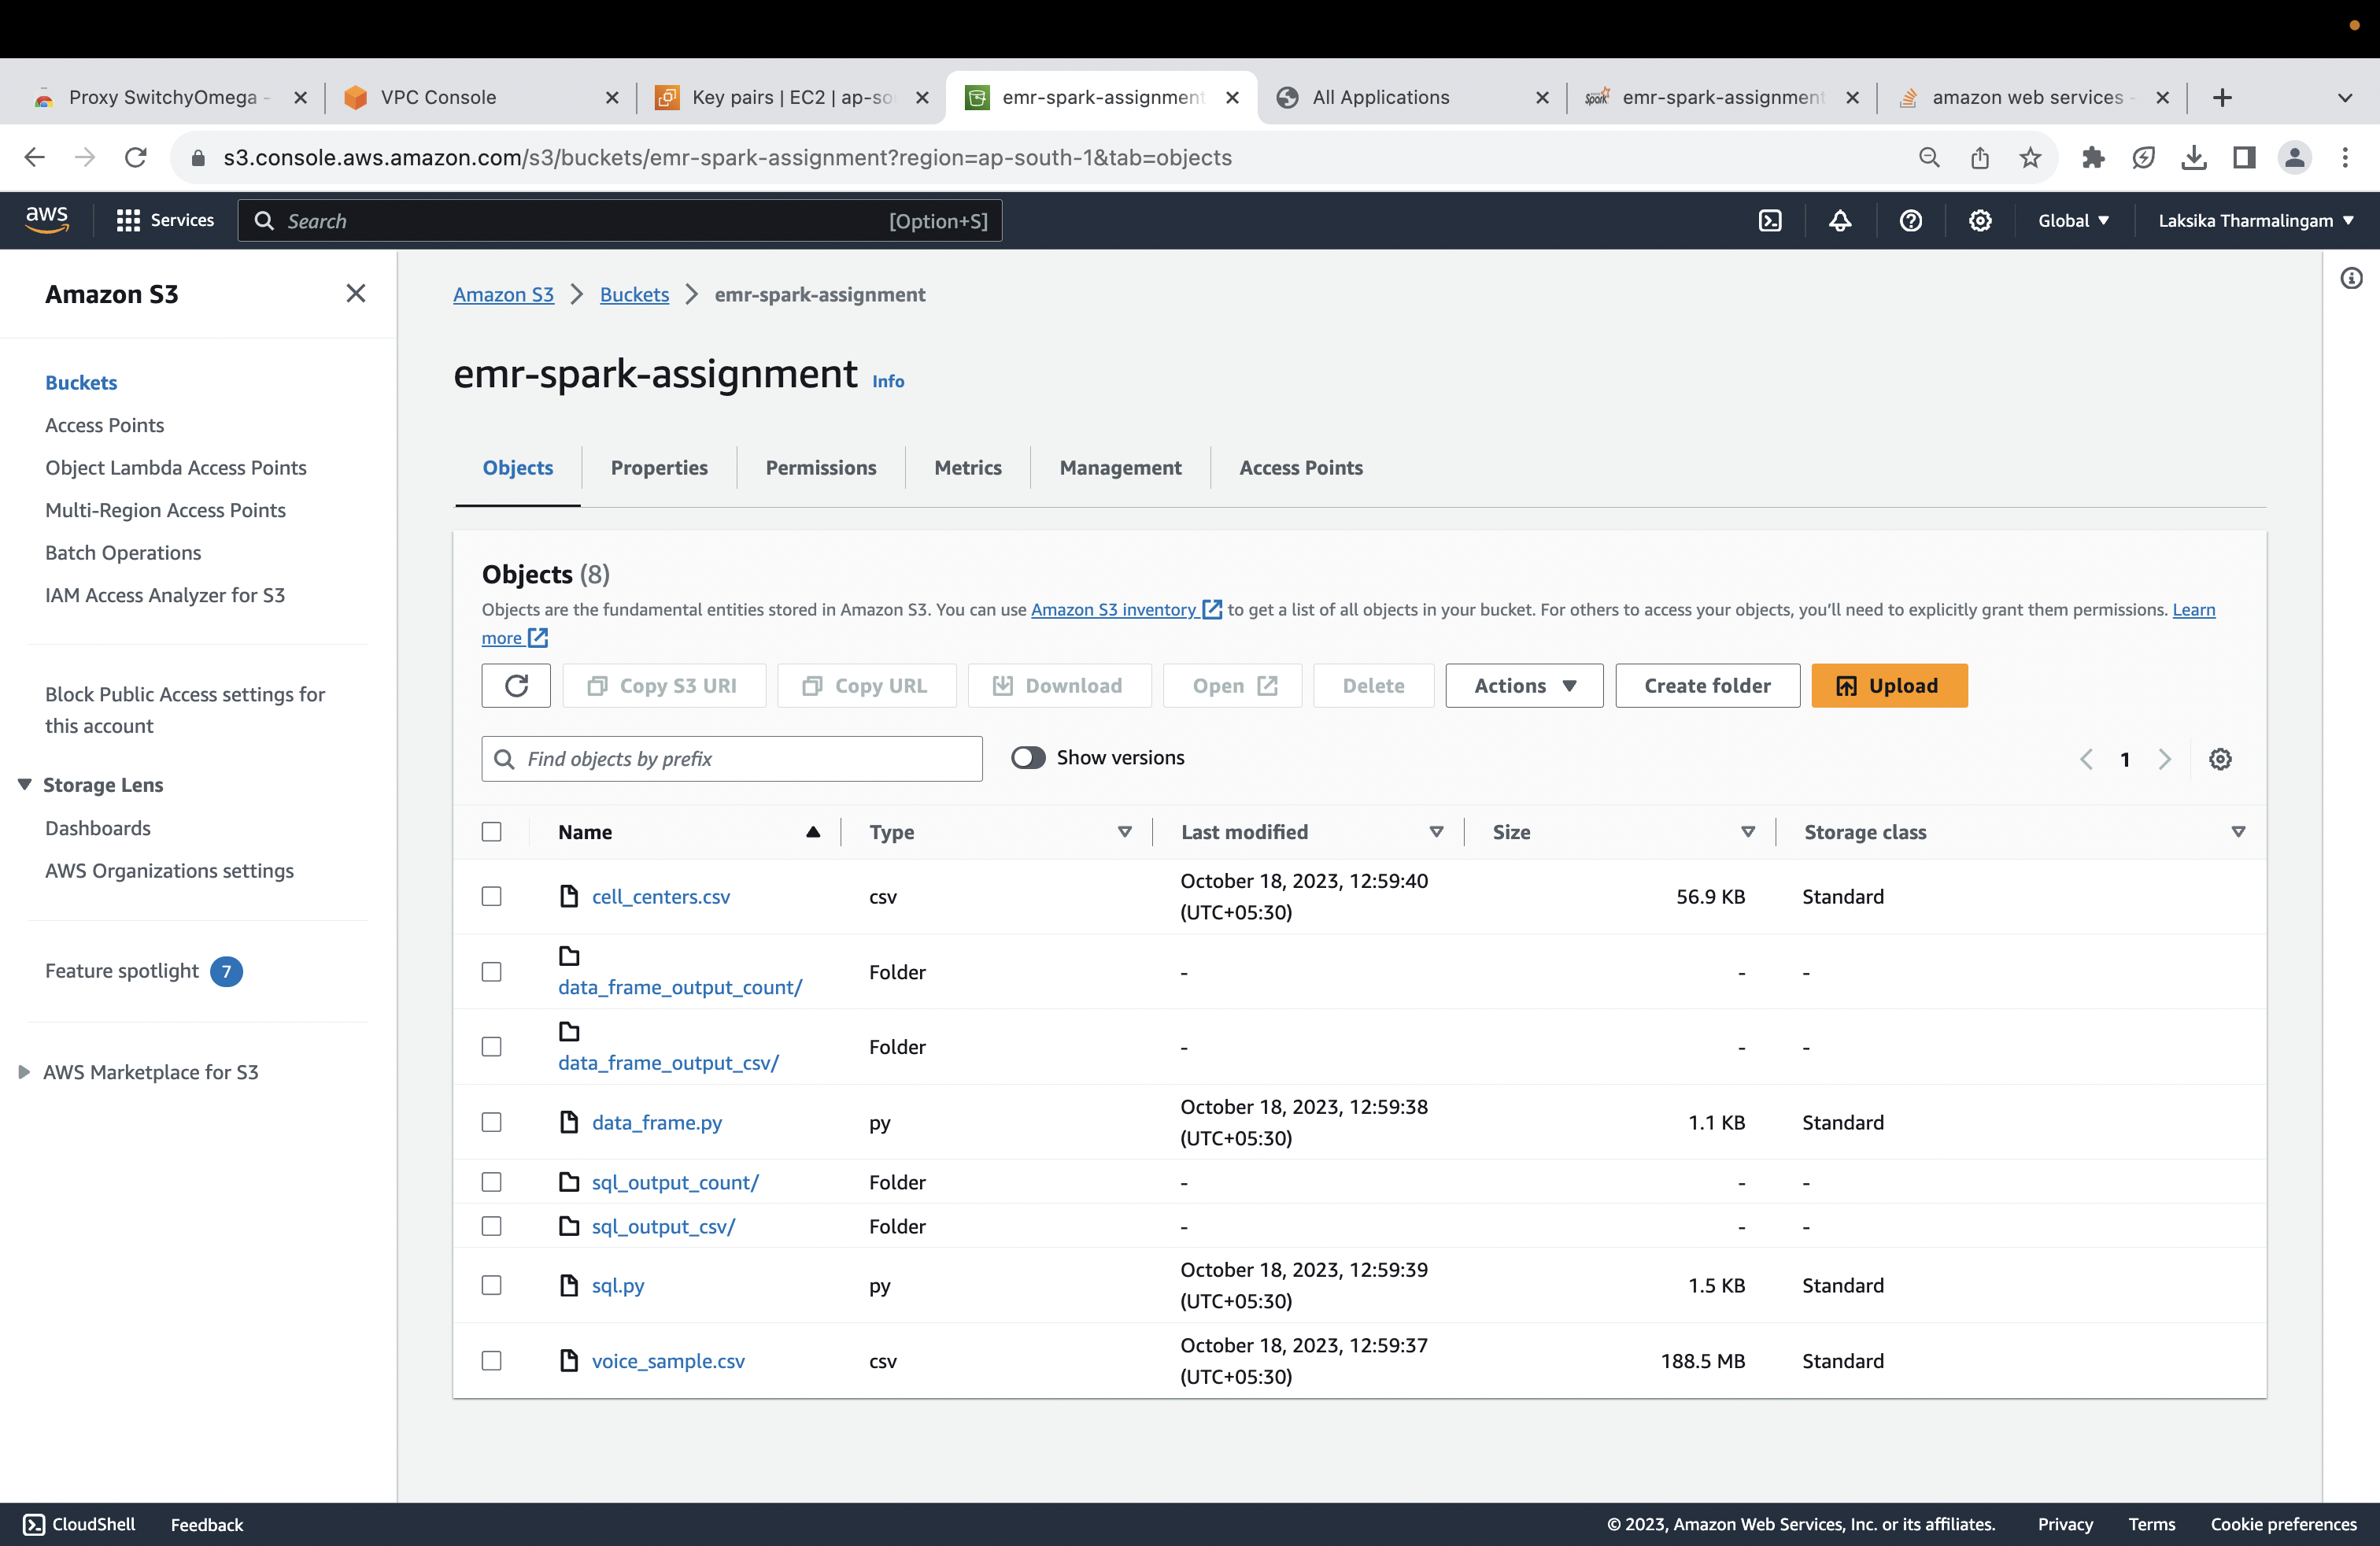 Proxy SwitchyOmega -
VPC Console
Key pairs | EC2 | ap-so
emr-spark-assignment
All Applications
Spark
emr-spark-assignment
amazon web services -
s3.console.aws.amazon.com/s3/buckets/emr-spark-assignment?region=ap-south-1&tab=objects
aws
Services
Search
[Option+S]
Global
Laksika Tharmalingam
Amazon S3
Buckets
Access Points
Object Lambda Access Points
Multi-Region Access Points
Batch Operations
IAM Access Analyzer for S3
Block Public Access settings for
this account
Storage Lens
Dashboards
AWS Organizations settings
Feature spotlight 7
AWS Marketplace for S3
Amazon S3 > Buckets > emr-spark-assignment
emr-spark-assignment Info
Objects
Properties
Permissions
Metrics
Management
Access Points
Objects (8)
Objects are the fundamental entities stored in Amazon S3. You can use Amazon S3 inventory to get a list of all objects in your bucket. For others to access your objects, you'll need to explicitly grant them permissions. Learn
more
Copy S3 URI
Copy URL
Download
Open
Delete
Actions
Create folder
Upload
Find objects by prefix
Show versions
1
Name
Type
Last modified
Size
Storage class
cell_centers.csv
csv
October 18, 2023, 12:59:40
(UTC+05:30)
56.9 KB
Standard
data_frame_output_count/
Folder
-
-
-
data_frame_output_csv/
Folder
-
-
-
data_frame.py
py
October 18, 2023, 12:59:38
(UTC+05:30)
1.1 KB
Standard
sql_output_count/
Folder
-
-
-
sql_output_csv/
Folder
-
-
-
sql.py
py
October 18, 2023, 12:59:39
(UTC+05:30)
1.5 KB
Standard
voice_sample.csv
csv
October 18, 2023, 12:59:37
(UTC+05:30)
188.5 MB
Standard
CloudShell
Feedback
© 2023, Amazon Web Services, Inc. or its affiliates.
Privacy
Terms
Cookie preferences